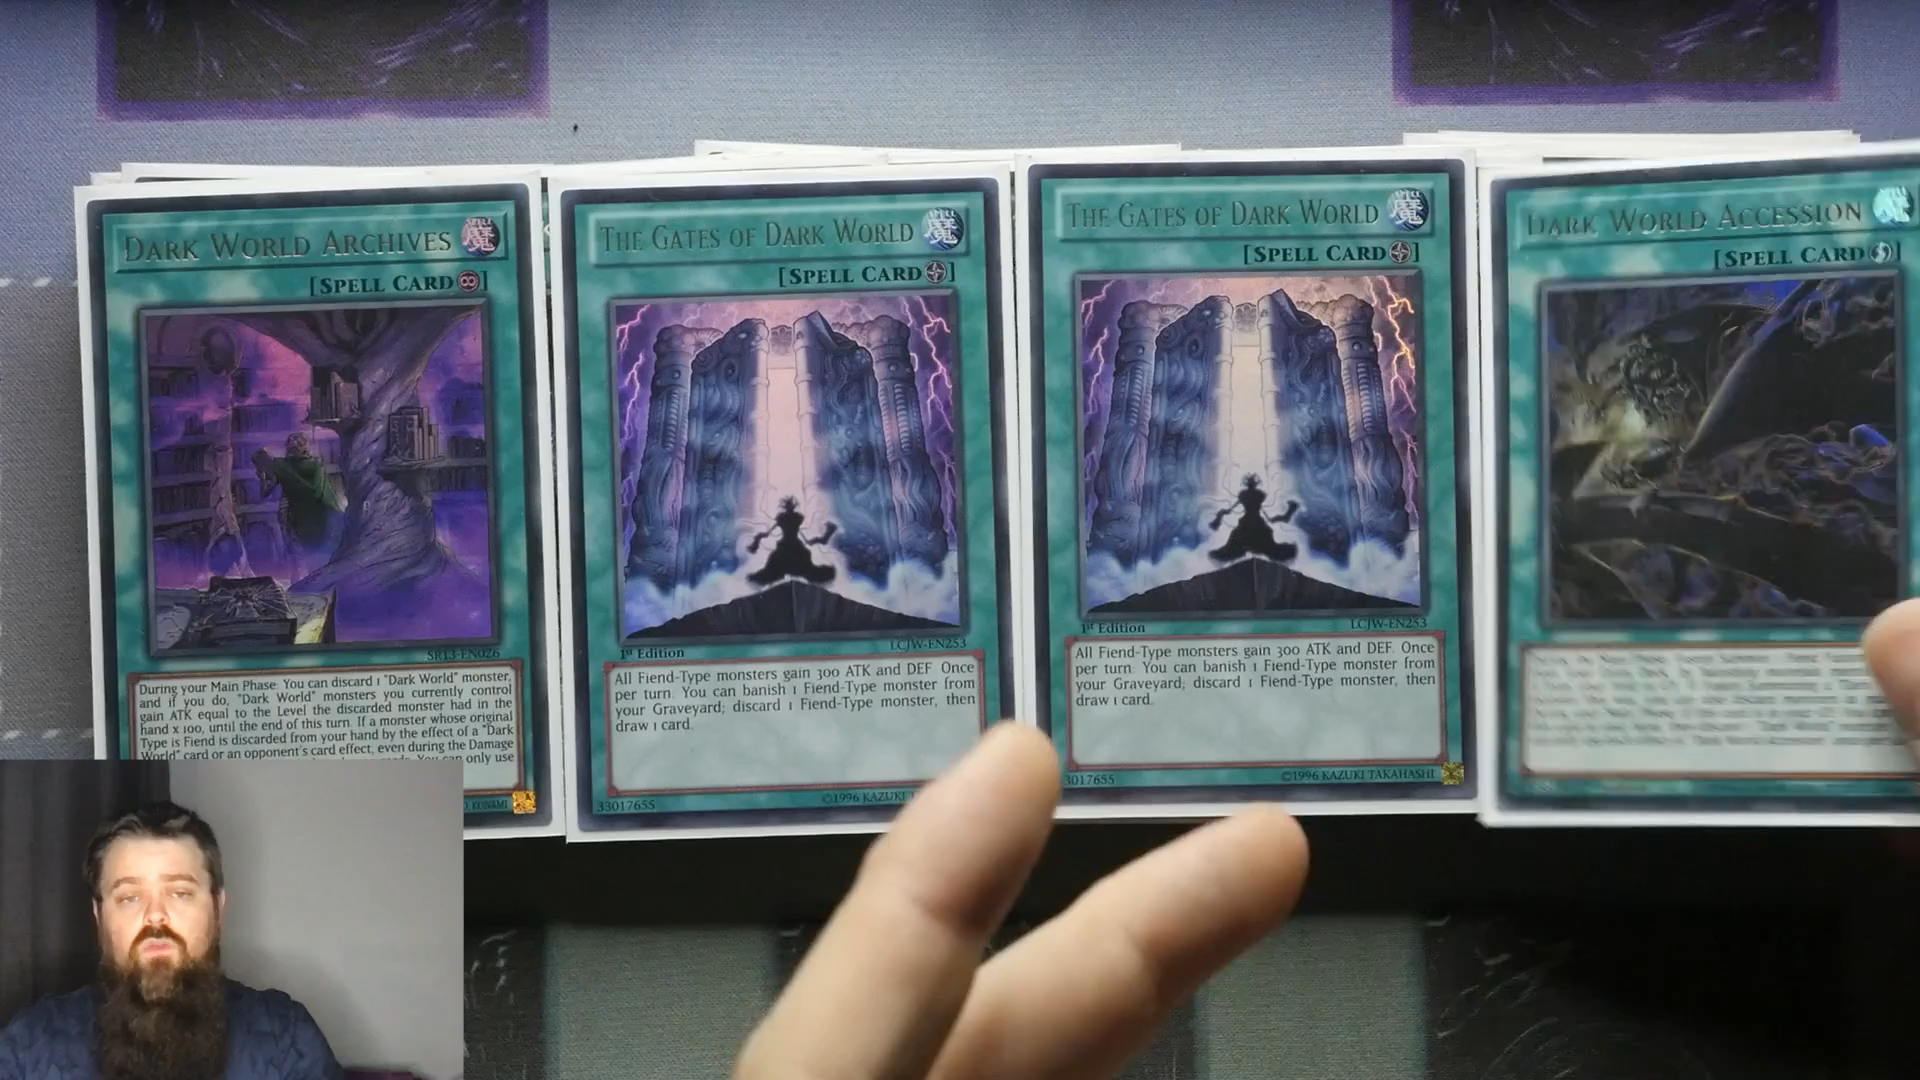 DARK WORLD ARCHIVES
[SPELL CARD]
SR13-EN026
During your Main Phase: You can discard 1 "Dark World" monster,
and if you do, "Dark World" monsters you currently control
gain ATK equal to the Level the discarded monster had in the
hand x 100, until the end of this turn. If a monster whose original
Type is Fiend is discarded from your hand by the effect of a "Dark
World" card or an opponent's card effect, even during the Damage
You can only use
KONAMI
THE GATES OF DARK WORLD
[SPELL CARD]
LCJW-EN253
1st Edition
All Fiend-Type monsters gain 300 ATK and DEF. Once
per turn: You can banish 1 Fiend-Type monster from
your Graveyard; discard 1 Fiend-Type monster, then
draw 1 card.
33017655
©1996 KAZUKI
THE GATES OF DARK WORLD
[SPELL CARD]
1st Edition
LCJW-EN253
All Fiend-Type monsters gain 300 ATK and DEF. Once
per turn: You can banish 1 Fiend-Type monster from
your Graveyard; discard 1 Fiend-Type monster, then
draw 1 card.
3017655
©1996 KAZUKI TAKAHASHI
DARK WORLD ACCESSION
[SPELL CARD]